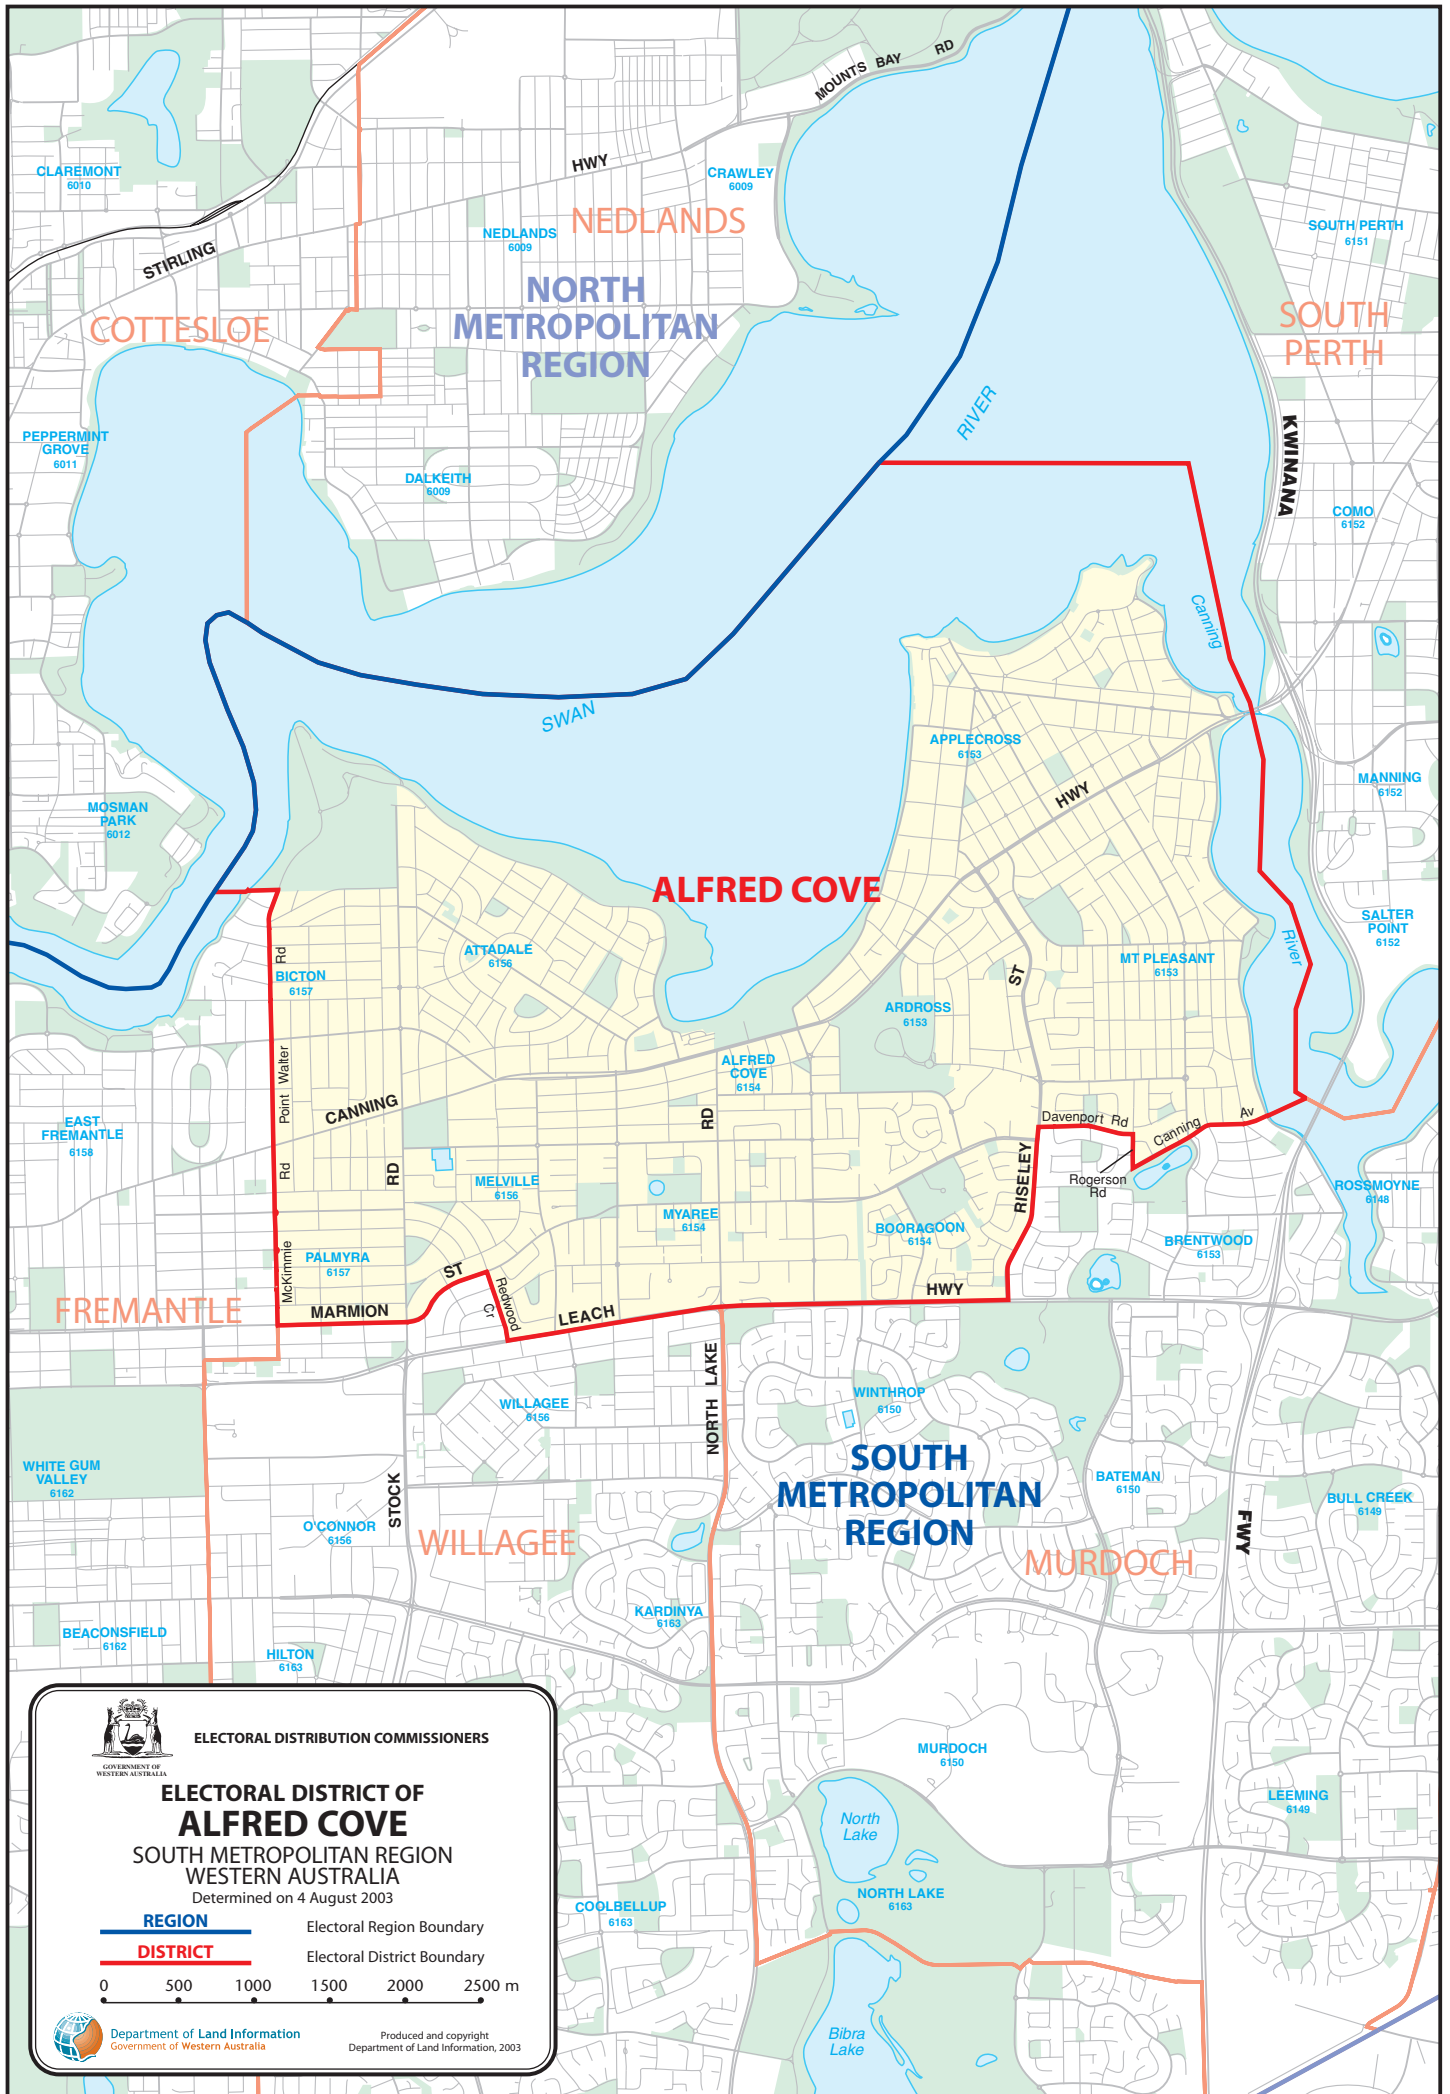 MOUNTS BAY RD
CLAREMONT
6010
HWY
CRAWLEY
6009
NEDLANDS
6009
NEDLANDS
SOUTH PERTH
6151
STIRLING
NORTH
METROPOLITAN
REGION
COTTESLOE
SOUTH
PERTH
RIVER
KWINANA
PEPPERMINT
GROVE
6011
DALKEITH
6009
COMO
6152
Canning
SWAN
APPLECROSS
6153
HWY
MANNING
6152
MOSMAN
PARK
6012
ALFRED COVE
SALTER
POINT
6152
River
Rd
ATTADALE
6156
MT PLEASANT
6153
BICTON
6157
ST
ARDROSS
6153
Point Walter
ALFRED
COVE
6154
CANNING
RD
Davenport Rd
Canning
Av
EAST
FREMANTLE
6158
Rd
RD
RISELEY
Rogerson
Rd
MELVILLE
6156
ROSSMOYNE
6148
MYAREE
6154
BOORAGOON
6154
BRENTWOOD
6153
McKimmie
PALMYRA
6157
ST
Redwood
Cr
HWY
FREMANTLE
MARMION
LEACH
NORTH LAKE
WILLAGEE
6156
WINTHROP
6150
WHITE GUM
VALLEY
6162
SOUTH
METROPOLITAN
REGION
BATEMAN
6150
BULL CREEK
6149
STOCK
O'CONNOR
6156
WILLAGEE
FWY
MURDOCH
KARDINYA
6163
BEACONSFIELD
6162
HILTON
6163
MURDOCH
6150
LEEMING
6149
North
Lake
NORTH LAKE
6163
COOLBELLUP
6163
Bibra
Lake
GOVERNMENT OF
WESTERN AUSTRALIA
ELECTORAL DISTRIBUTION COMMISSIONERS
ELECTORAL DISTRICT OF
ALFRED COVE
SOUTH METROPOLITAN REGION
WESTERN AUSTRALIA
Determined on 4 August 2003
REGION Electoral Region Boundary
DISTRICT Electoral District Boundary
0 500 1000 1500 2000 2500 m
Department of Land Information
Government of Western Australia
Produced and copyright
Department of Land Information, 2003